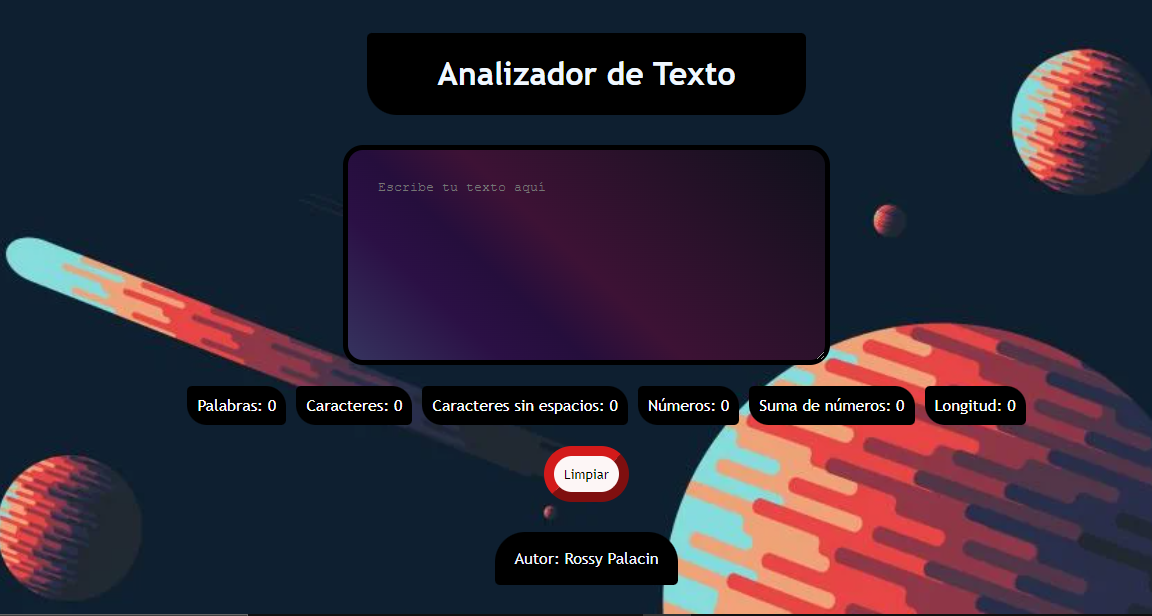 Analizador de Texto
Escribe tu texto aquí
Palabras: 0 Caracteres: 0 Caracteres sin espacios: 0 Números: 0 Suma de números: 0 Longitud: 0
Limpiar
Autor: Rossy Palacin